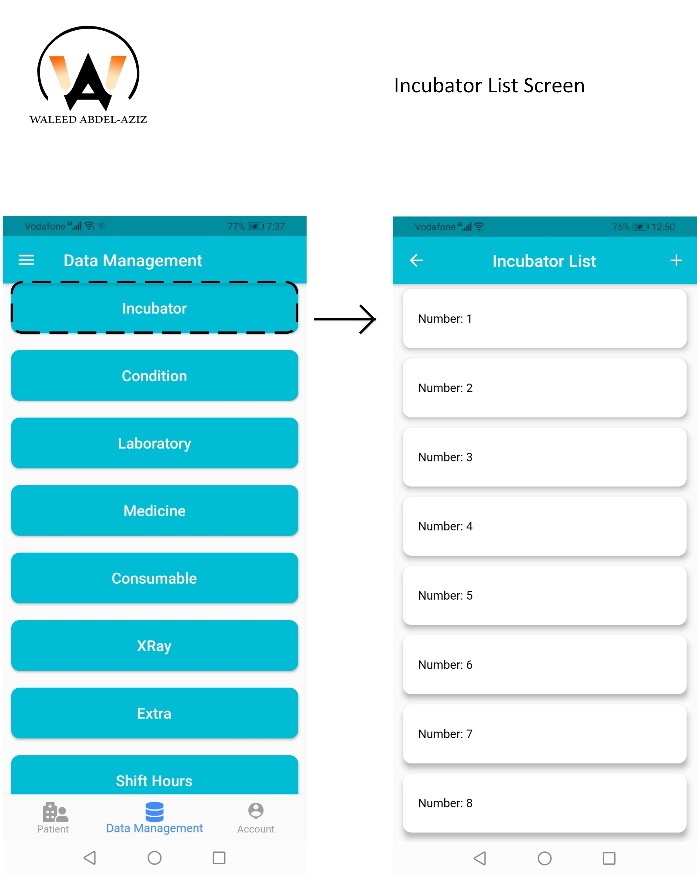 WALEED ABDEL-AZIZ
Incubator List Screen
Vodafone 77% 7:37
Data Management
Incubator
Condition
Laboratory
Medicine
Consumable
XRay
Extra
Shift Hours
Patient
Data Management
Account
Vodafone 75% 12:50
Incubator List
Number: 1
Number: 2
Number: 3
Number: 4
Number: 5
Number: 6
Number: 7
Number: 8